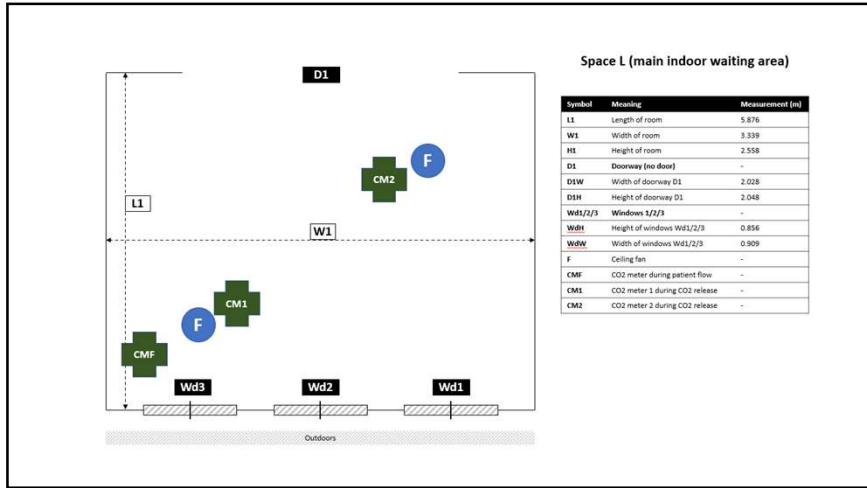 Space L (main indoor waiting area)
D1
F
CM2
L1
W1
CM1
F
CMF
Wd3 Wd2 Wd1
Outdoors
Symbol Meaning Measurement (m)
L1 Length of room 5.876
W1 Width of room 3.339
H1 Height of room 2.558
D1 Doorway (no door) -
D1W Width of doorway D1 2.028
D1H Height of doorway D1 2.048
Wd1/2/3 Windows 1/2/3 -
WdH Height of windows Wd1/2/3 0.856
WdW Width of windows Wd1/2/3 0.909
F Ceiling fan -
CMF CO2 meter during patient flow -
CM1 CO2 meter 1 during CO2 release -
CM2 CO2 meter 2 during CO2 release -